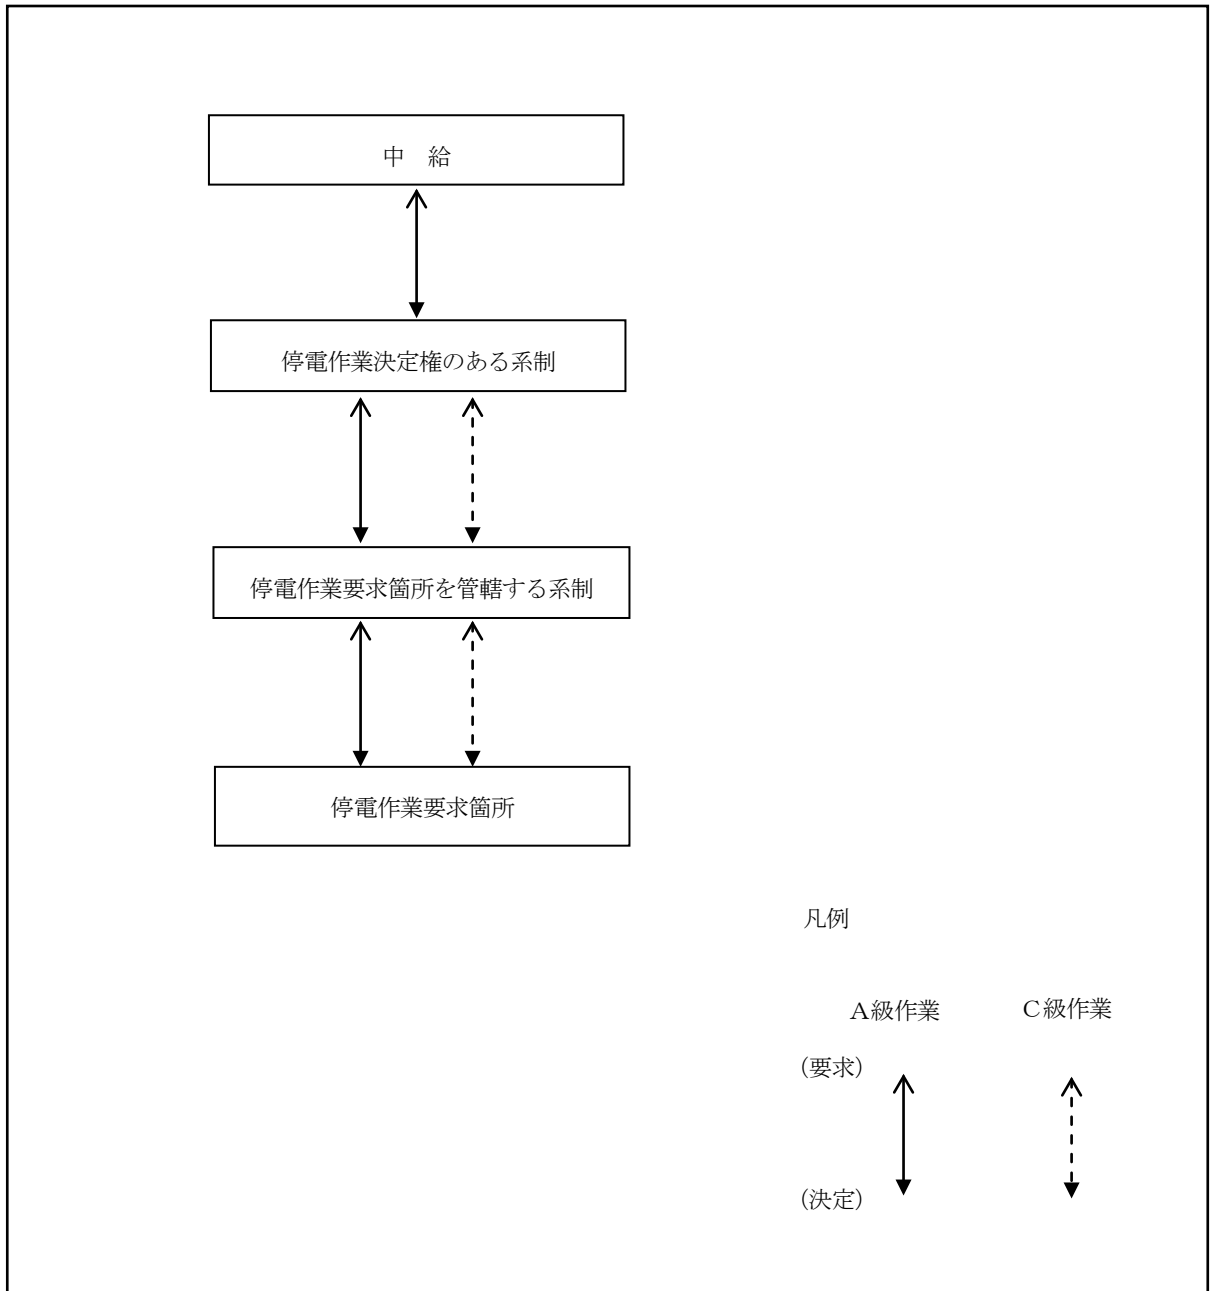 中　給
停電作業決定権のある系制
停電作業要求箇所を管轄する系制
停電作業要求箇所
凡例
Ａ級作業　Ｃ級作業
（要求）
（決定）